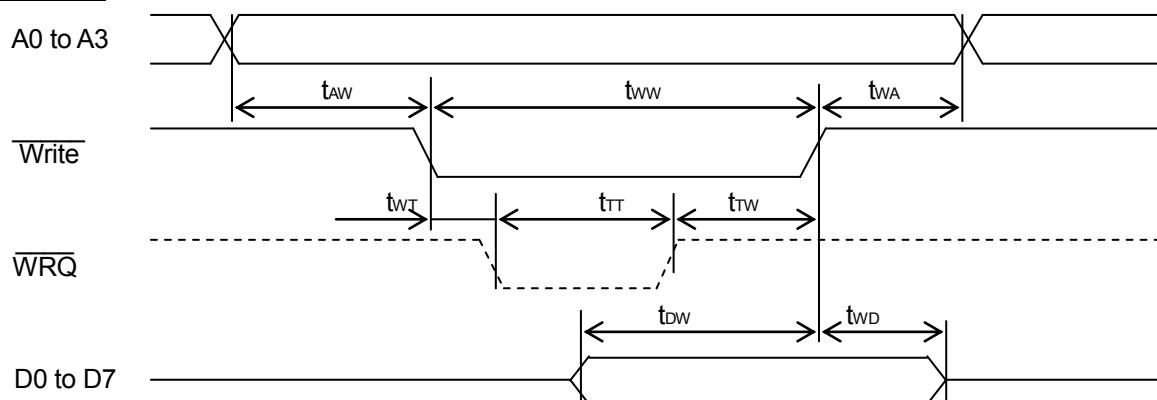 A0 to A3
tAW tWW tWA
Write
tWT tTT tTW
WRQ
tDW tWD
D0 to D7